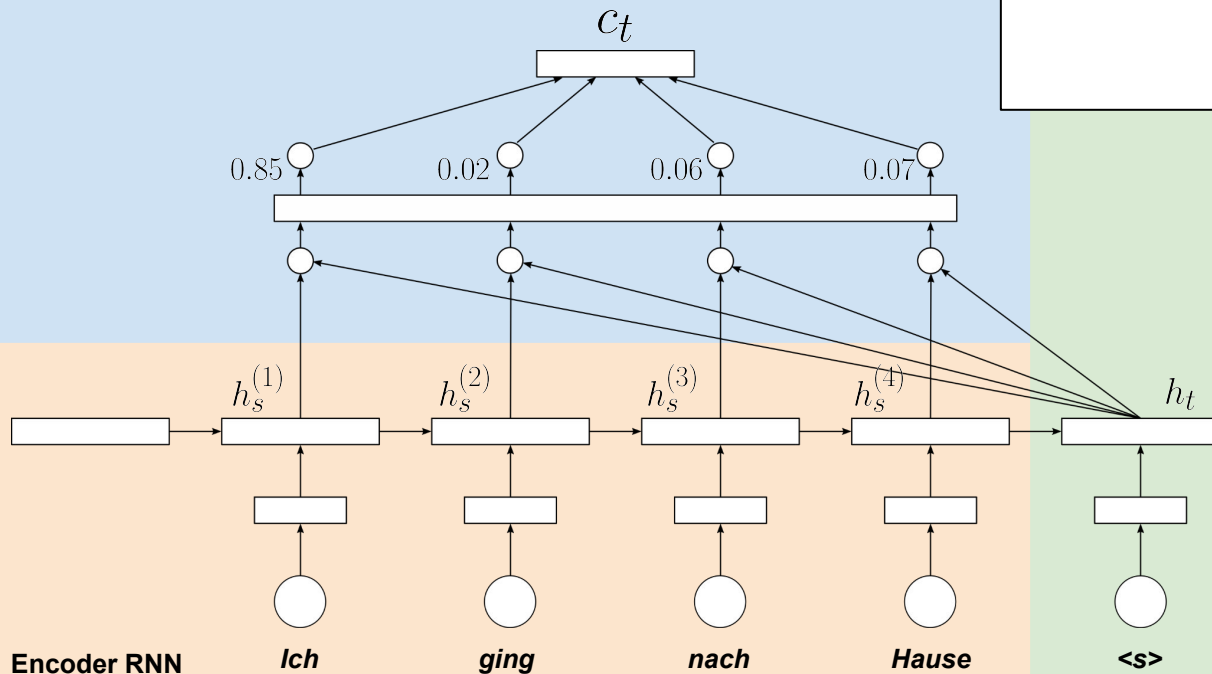 c_t
0.85 0.02 0.06 0.07
h_s^{(1)} h_s^{(2)} h_s^{(3)} h_s^{(4)} h_t
Encoder RNN Ich ging nach Hause <s>